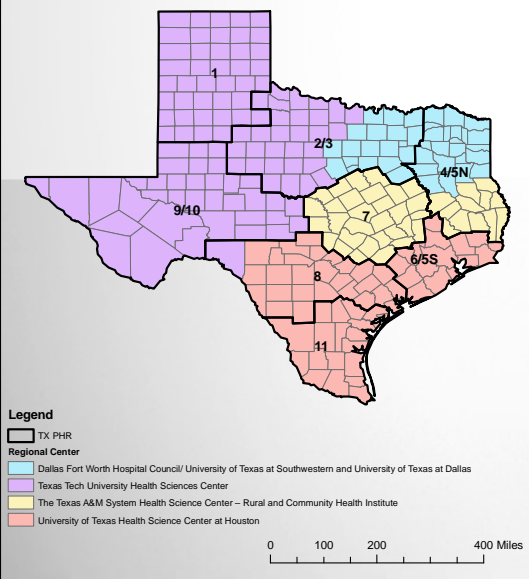 1
2/3
4/5N
9/10
7
6/5S
8
11
Legend
TX PHR
Regional Center
Dallas Fort Worth Hospital Council/ University of Texas at Southwestern and University of Texas at Dallas
Texas Tech University Health Sciences Center
The Texas A&M System Health Science Center – Rural and Community Health Institute
University of Texas Health Science Center at Houston
0 100 200 400 Miles